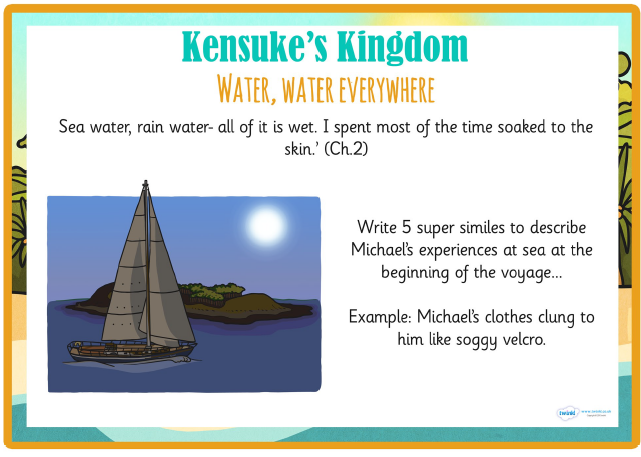 Kensuke's Kingdom
Water, water everywhere
Sea water, rain water- all of it is wet. I spent most of the time soaked to the
skin.' (Ch.2)
Write 5 super similes to describe
Michael's experiences at sea at the
beginning of the voyage...
Example: Michael's clothes clung to
him like soggy velcro.
twinkl